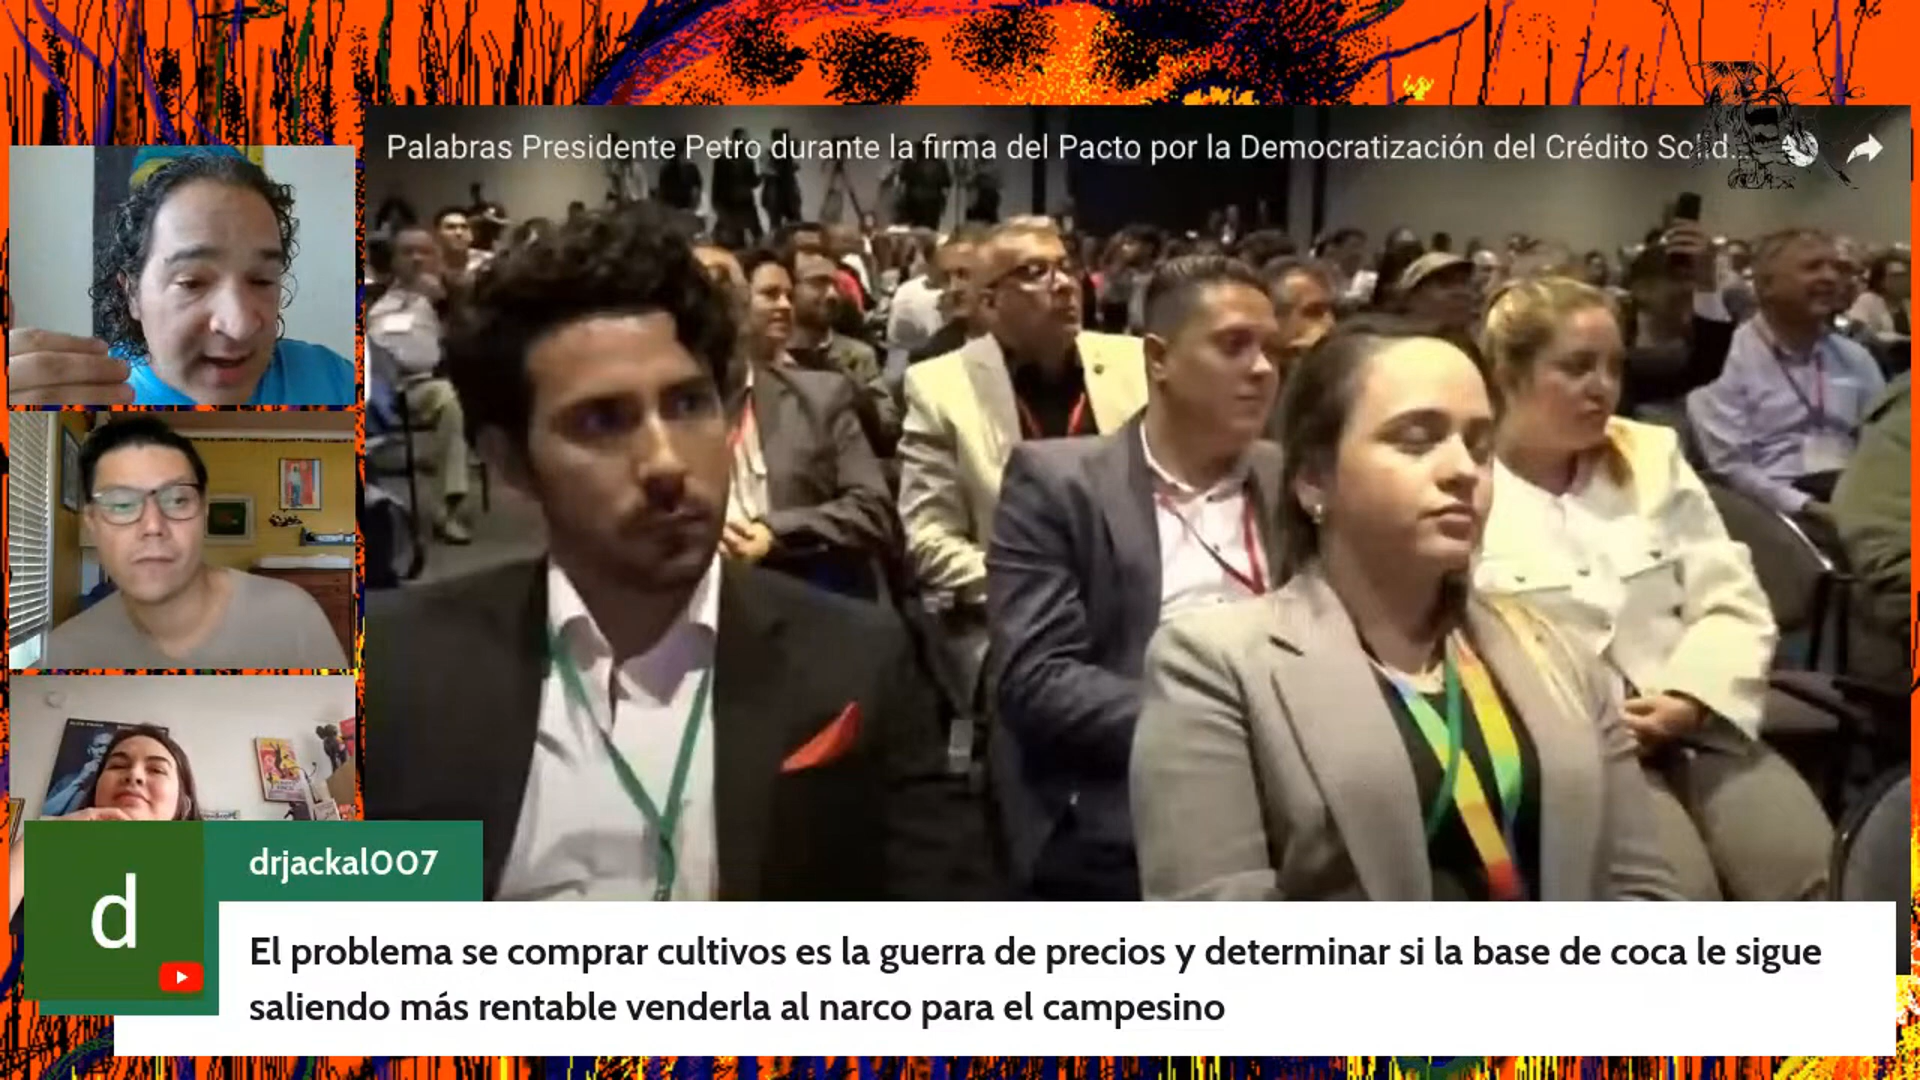 Palabras Presidente Petro durante la firma del Pacto por la Democratización del Crédito Solid...
drjackal007
d
El problema se comprar cultivos es la guerra de precios y determinar si la base de coca le sigue
saliendo más rentable venderla al narco para el campesino